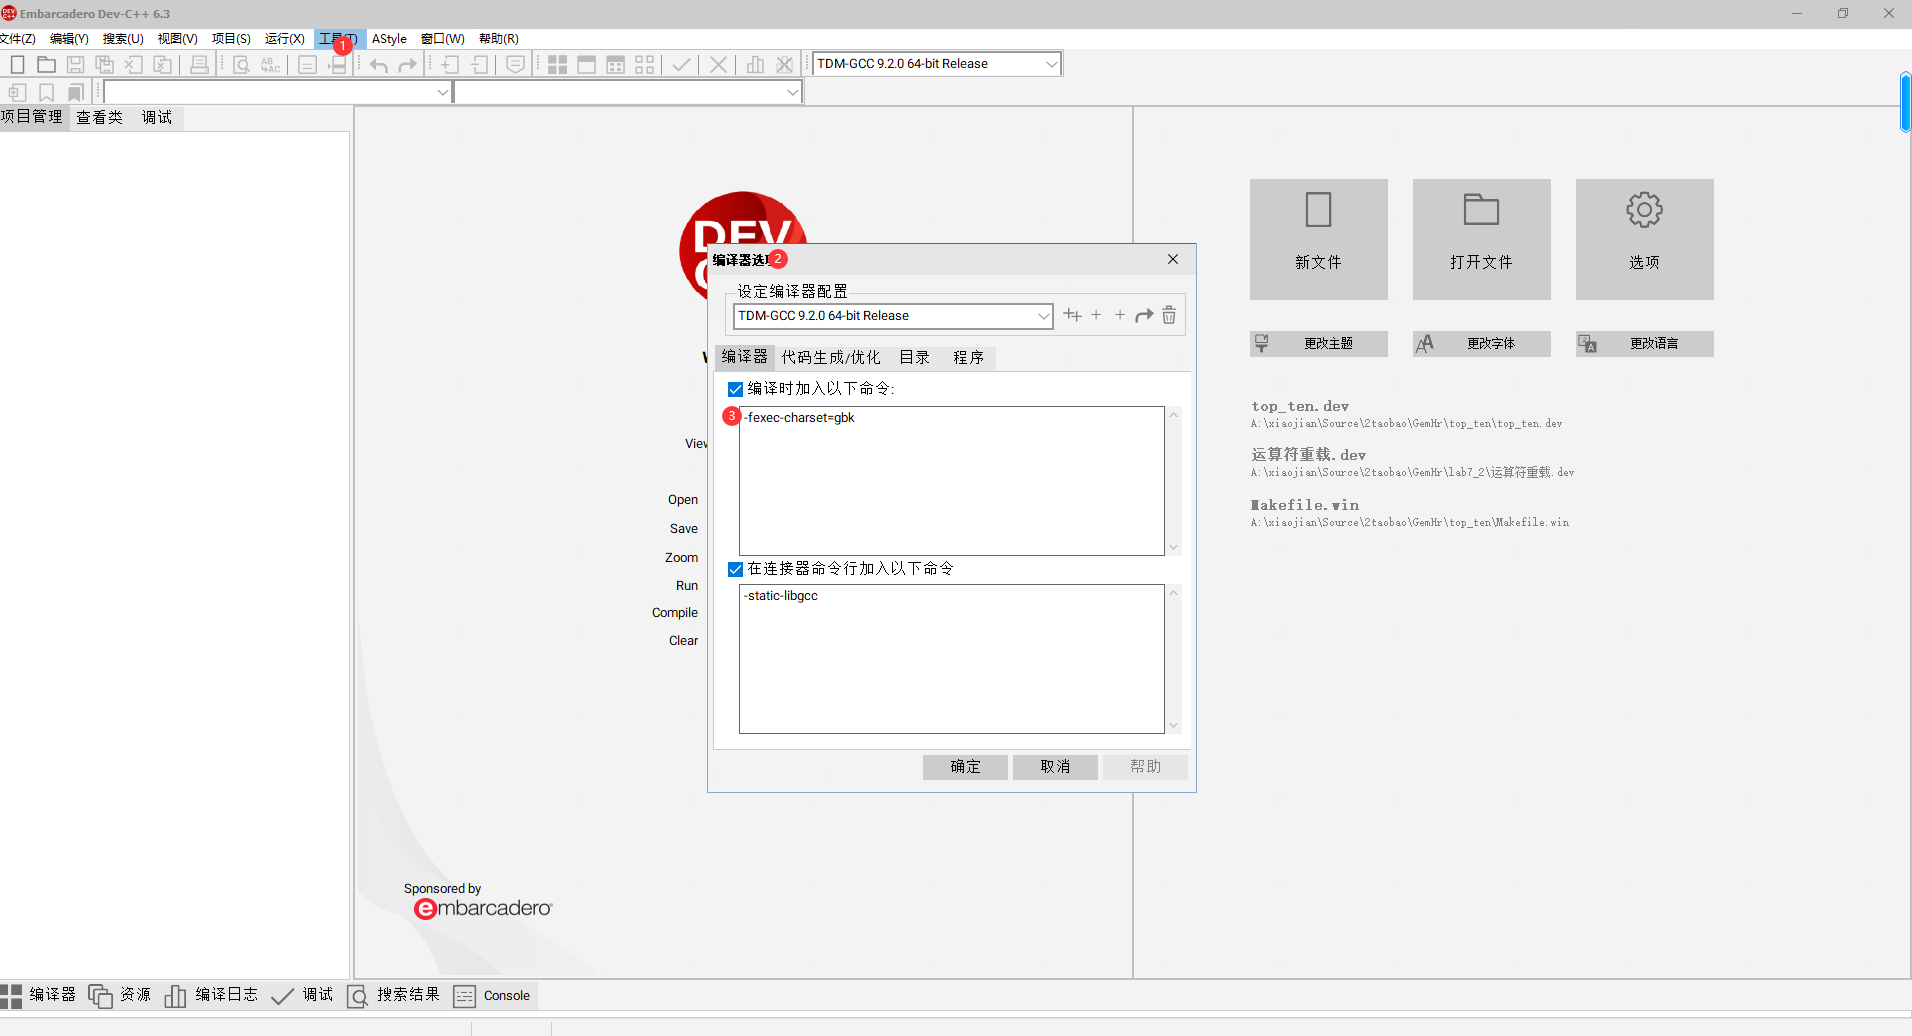 Embarcadero Dev-C++ 6.3
文件(Z) 编辑(Y) 搜索(U) 视图(V) 项目(S) 运行(X) 工具(T) AStyle 窗口(W) 帮助(R)
1
TDM-GCC 9.2.0 64-bit Release
项目管理 查看类 调试
DEV
编译器选项
2
设定编译器配置
TDM-GCC 9.2.0 64-bit Release
编译器 代码生成/优化 目录 程序
编译时加入以下命令:
3
-fexec-charset=gbk
在连接器命令行加入以下命令
-static-libgcc
确定 取消 帮助
View
Open
Save
Zoom
Run
Compile
Clear
Sponsored by
embarcadero
新文件 打开文件 选项
更改主题 更改字体 更改语言
top_ten.dev
A:\xiaojian\Source\2taobao\GemHr\top_ten\top_ten.dev
运算符重载.dev
A:\xiaojian\Source\2taobao\GemHr\lab7_2\运算符重载.dev
Makefile.win
A:\xiaojian\Source\2taobao\GemHr\top_ten\Makefile.win
编译器 资源 编译日志 调试 搜索结果 Console